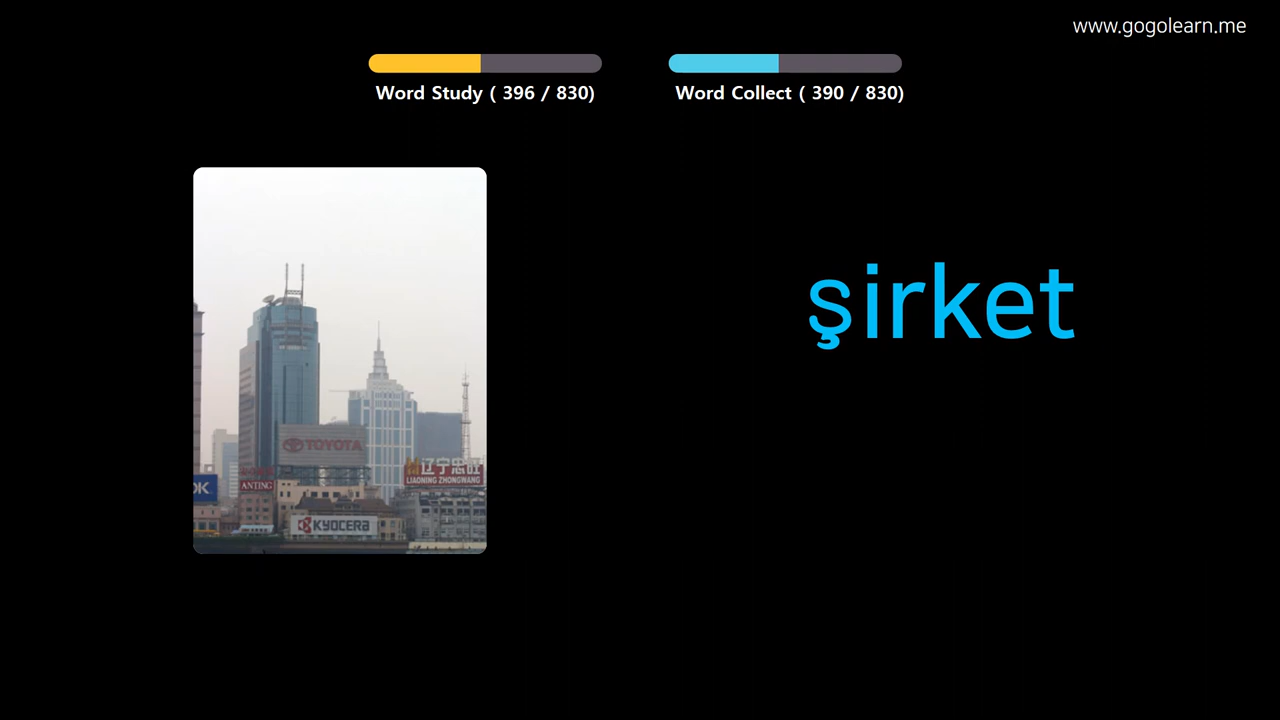 www.gogolearn.me
Word Study ( 396 / 830)
Word Collect ( 390 / 830)
şirket
TOYOTA
辽宁忠旺
LIAONING ZHONGWANG
OK.
ANTING
KYOCERA